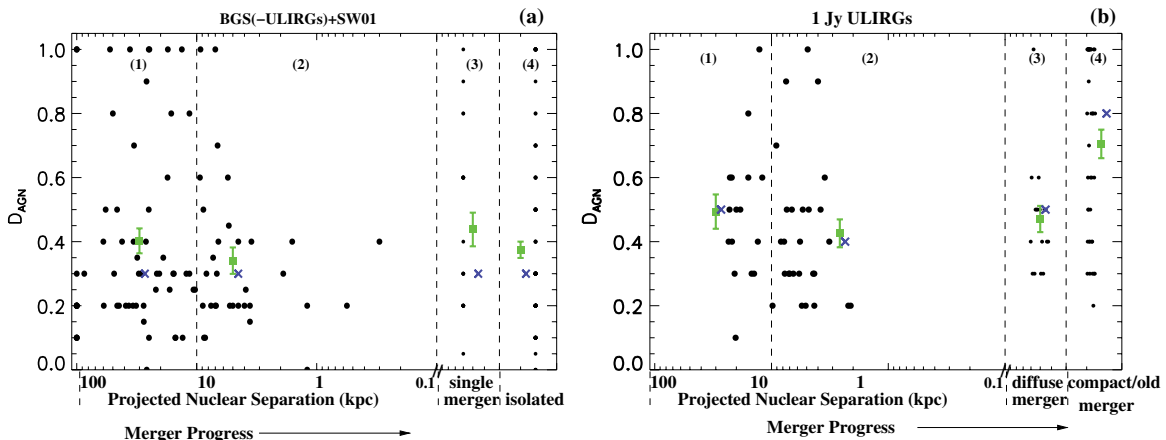 BGS(-ULIRGs)+SW01
(a)
(1)
(2)
(3)
(4)
1.0
0.8
0.6
0.4
0.2
0.0
D_AGN
100
10
1
0.1
single
merger
isolated
Projected Nuclear Separation (kpc)
Merger Progress
1 Jy ULIRGs
(b)
(1)
(2)
(3)
(4)
1.0
0.8
0.6
0.4
0.2
0.0
D_AGN
100
10
1
0.1
diffuse
merger
compact/old
merger
Projected Nuclear Separation (kpc)
Merger Progress